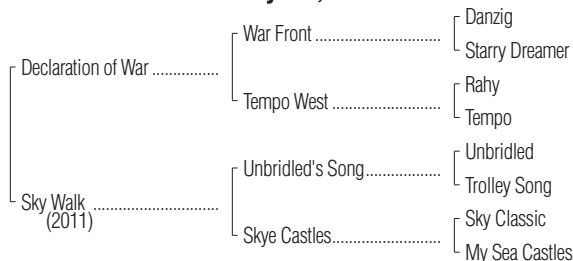 Danzig
War Front ..............................
Starry Dreamer
Declaration of War ................
Rahy
Tempo West ...........................
Tempo
Unbridled
Unbridled's Song..................
Trolley Song
Sky Walk ..............................
(2011)
Sky Classic
Skye Castles..........................
My Sea Castles